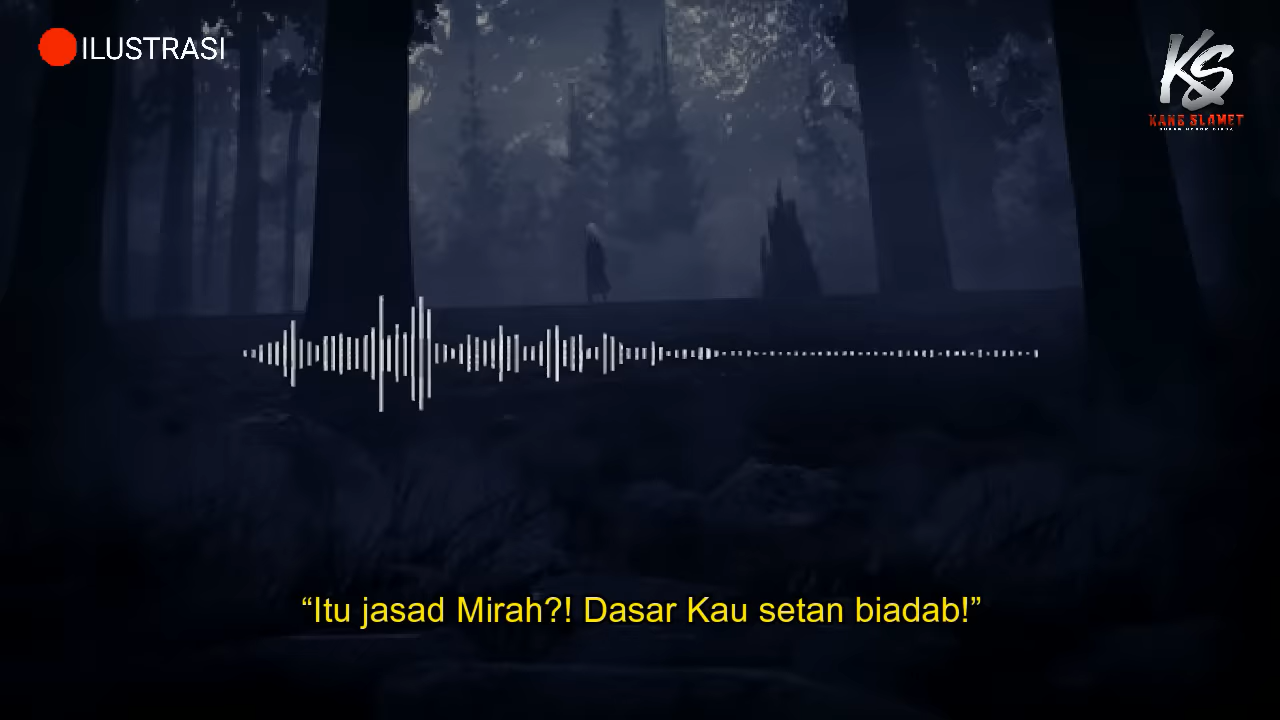 ILUSTRASI
KS
KANG SLAMET
“Itu jasad Mirah?! Dasar Kau setan biadab!”